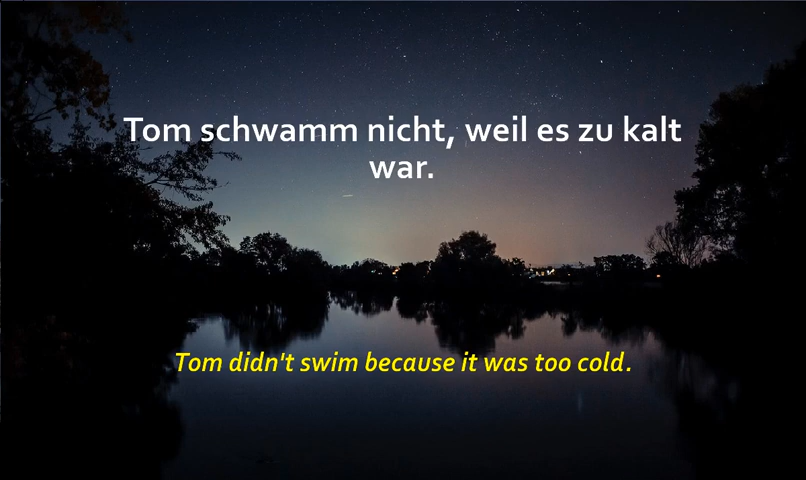 Tom schwamm nicht, weil es zu kalt
war.
Tom didn't swim because it was too cold.